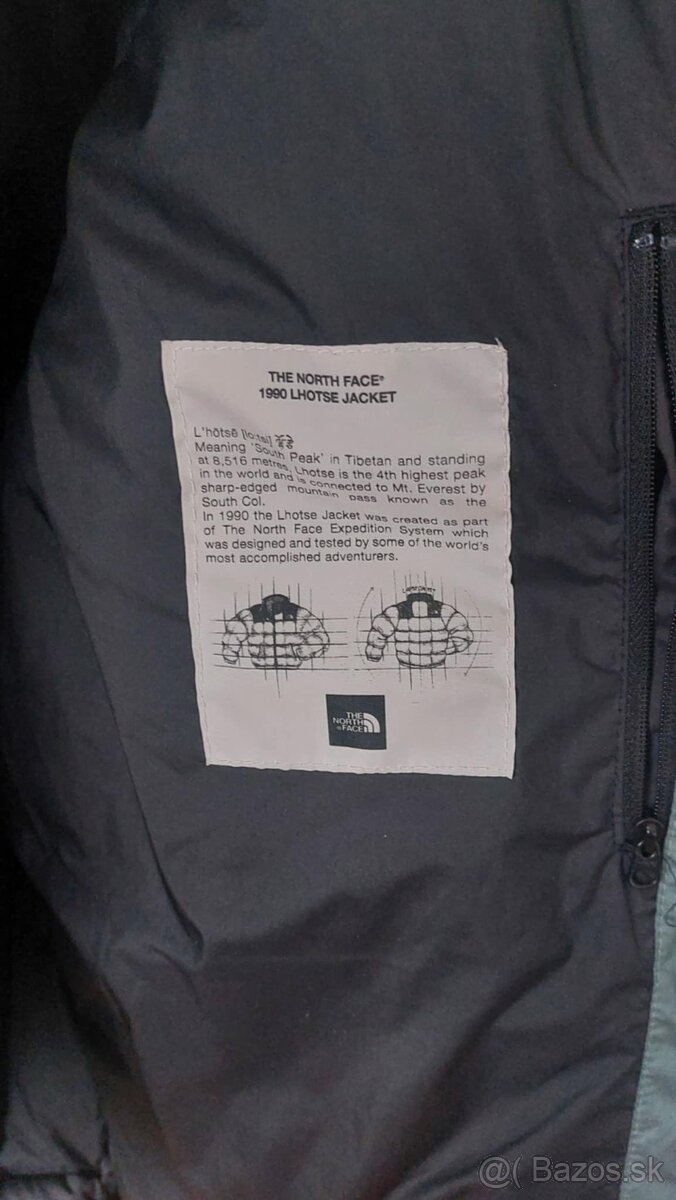 THE NORTH FACE®
1990 LHOTSE JACKET
L'hōtsē [lo:tsi]
Meaning 'South Peak' in Tibetan and standing
at 8,516 metres, Lhotse is the 4th highest peak
in the world and is connected to Mt. Everest by
sharp-edged mountain pass known as the
South Col.
In 1990 the Lhotse Jacket was created as part
of The North Face Expedition System which
was designed and tested by some of the world's
most accomplished adventurers.
THE
NORTH
FACE
@( Bazos.sk